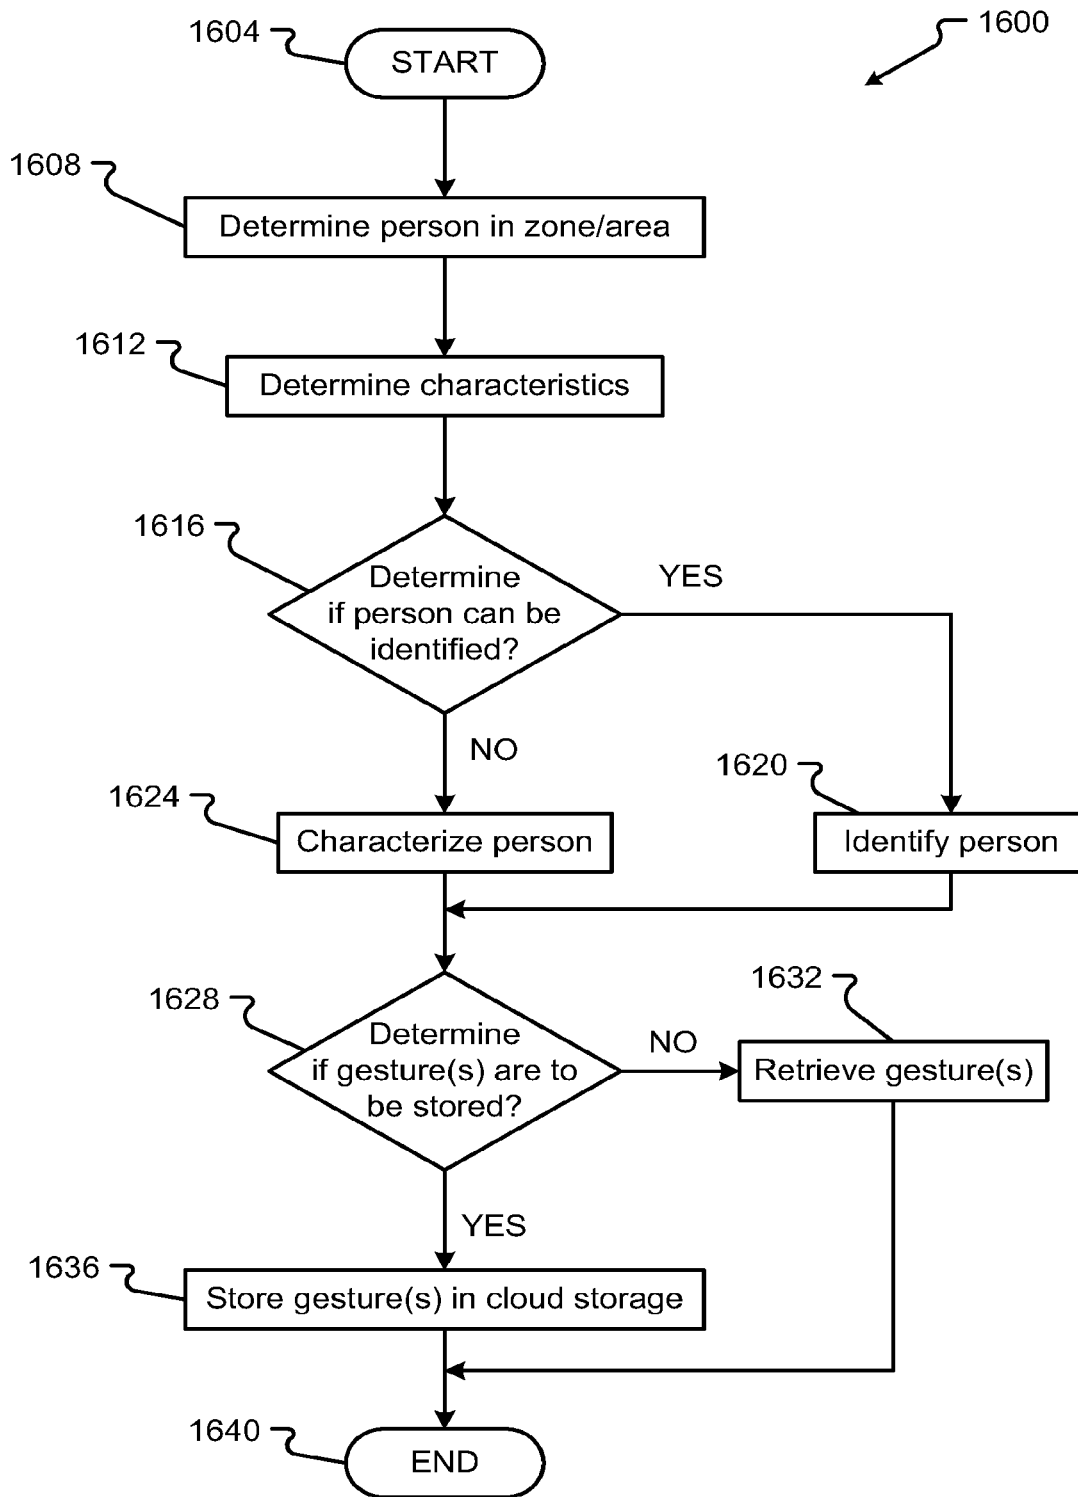 1600
1604
START
1608
Determine person in zone/area
1612
Determine characteristics
1616
Determine
if person can be
identified?
YES
NO
1620
1624
Characterize person
Identify person
1628
1632
Determine
if gesture(s) are to
be stored?
NO
Retrieve gesture(s)
YES
1636
Store gesture(s) in cloud storage
1640
END